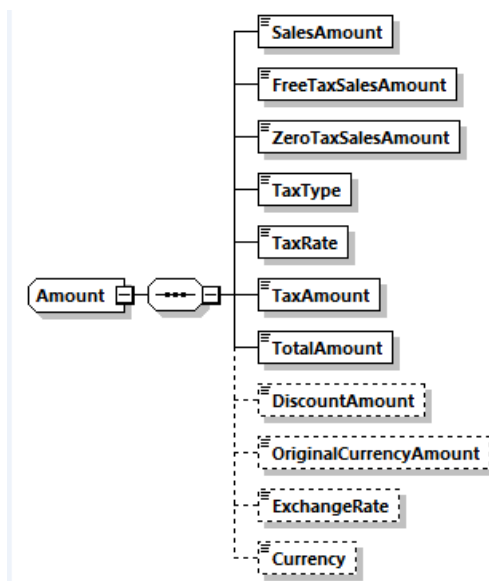 SalesAmount
FreeTaxSalesAmount
ZeroTaxSalesAmount
TaxType
TaxRate
Amount
TaxAmount
TotalAmount
DiscountAmount
OriginalCurrencyAmount
ExchangeRate
Currency